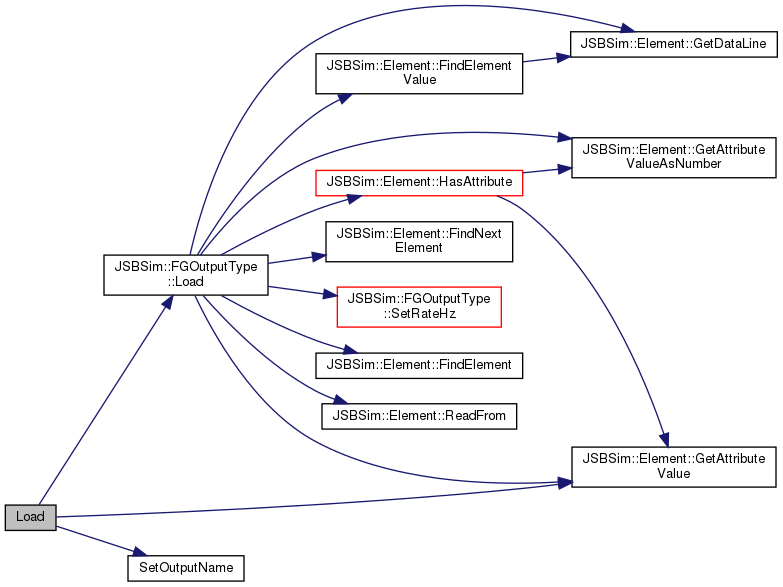 JSBSim::Element::GetDataLine
JSBSim::Element::FindElement
Value
JSBSim::Element::GetAttribute
ValueAsNumber
JSBSim::Element::HasAttribute
JSBSim::Element::FindNext
Element
JSBSim::FGOutputType
::Load
JSBSim::FGOutputType
::SetRateHz
JSBSim::Element::FindElement
JSBSim::Element::ReadFrom
JSBSim::Element::GetAttribute
Value
Load
SetOutputName